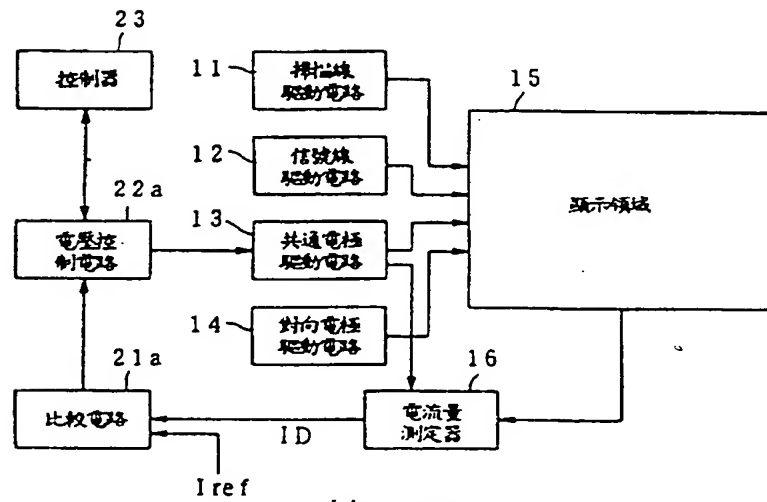 23
控制器
11
掃描線
驅動電路
15
12
信號線
驅動電路
顯示領域
22a
電壓控
制電路
13
共通電極
驅動電路
14
對向電極
驅動電路
21a
比較電路
16
電流量
測定器
ID
Iref